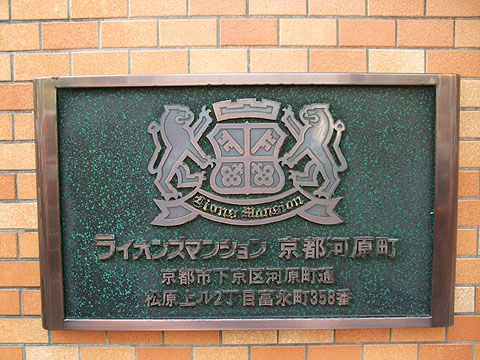 Lions Mansion
ライオンズマンション 京都河原町
京都市下京区河原町通
松原上ル2丁目富永町358番